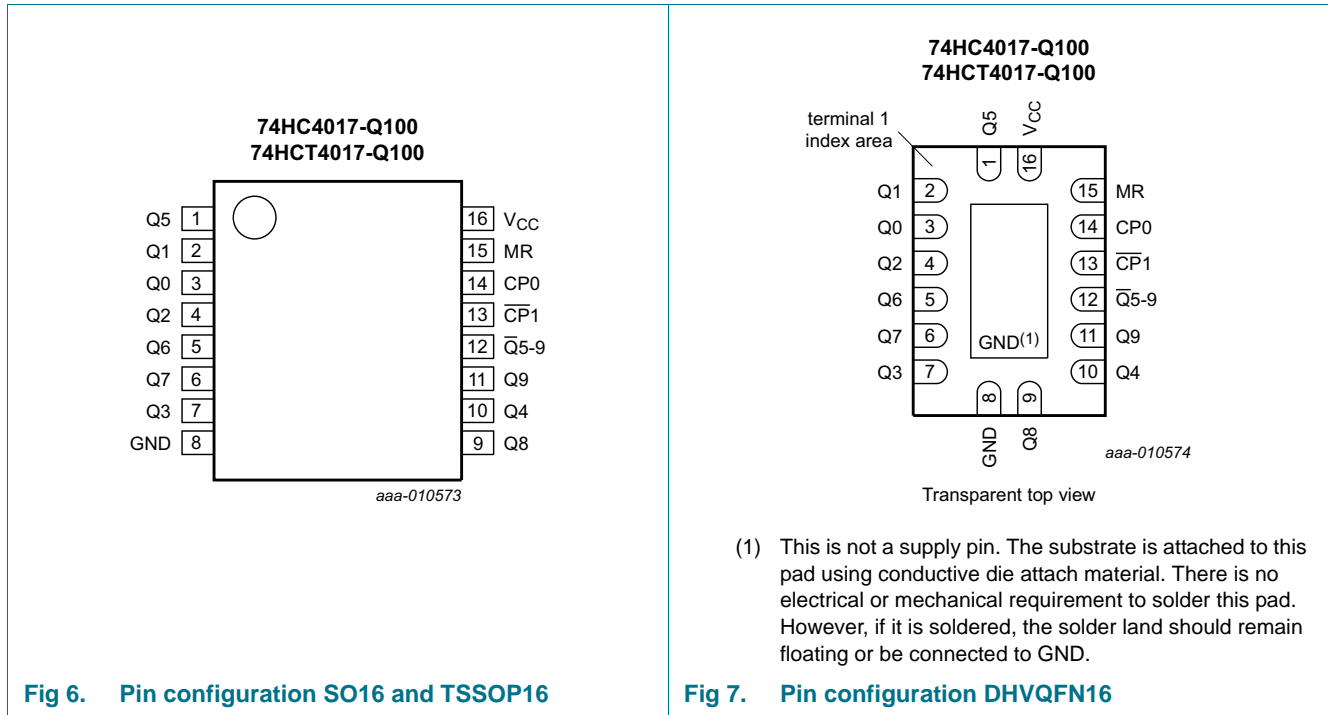 74HC4017-Q100
74HCT4017-Q100
Q5 1
Q1 2
Q0 3
Q2 4
Q6 5
Q7 6
Q3 7
GND 8
16 VCC
15 MR
14 CP0
13 C̅P̅1
12 Q̅5-9
11 Q9
10 Q4
9 Q8
aaa-010573
Fig 6. Pin configuration SO16 and TSSOP16
74HC4017-Q100
74HCT4017-Q100
terminal 1
index area
Q5 VCC
1 16
Q1 2
Q0 3
Q2 4
Q6 5
Q7 6
Q3 7
15 MR
14 CP0
13 C̅P̅1
12 Q̅5-9
11 Q9
10 Q4
GND(1)
8 9
GND Q8
aaa-010574
Transparent top view
(1) This is not a supply pin. The substrate is attached to this
pad using conductive die attach material. There is no
electrical or mechanical requirement to solder this pad.
However, if it is soldered, the solder land should remain
floating or be connected to GND.
Fig 7. Pin configuration DHVQFN16